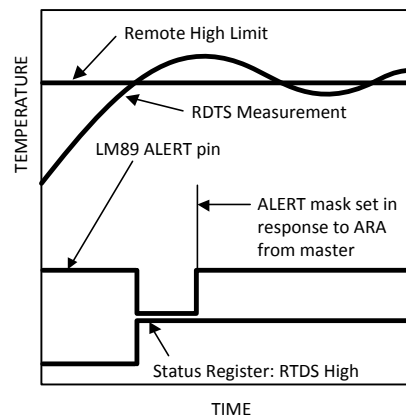 Remote High Limit
RDTS Measurement
LM89 ALERT pin
TEMPERATURE
ALERT mask set in
response to ARA
from master
Status Register: RTDS High
TIME